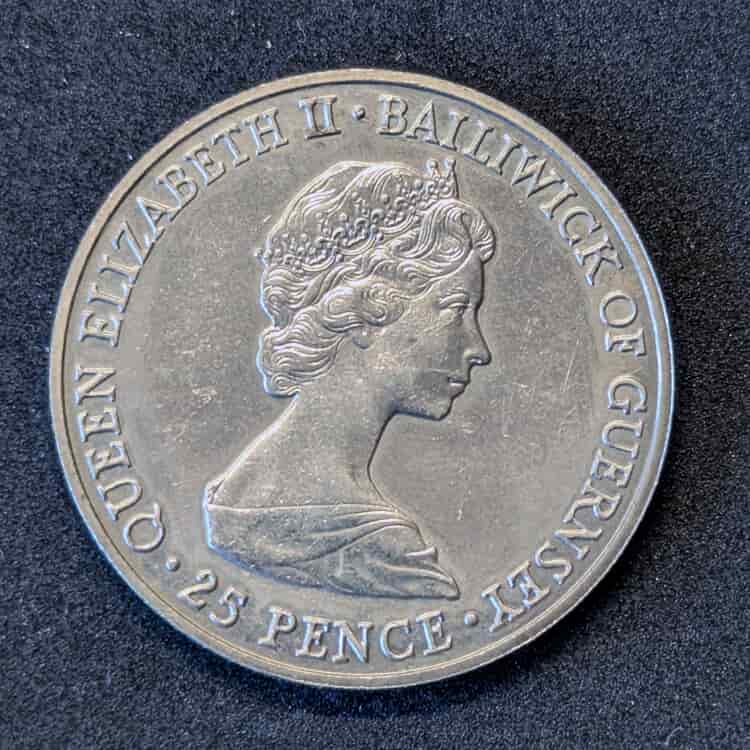 QUEEN ELIZABETH II · BAILIWICK OF GUERNSEY · 25 PENCE ·